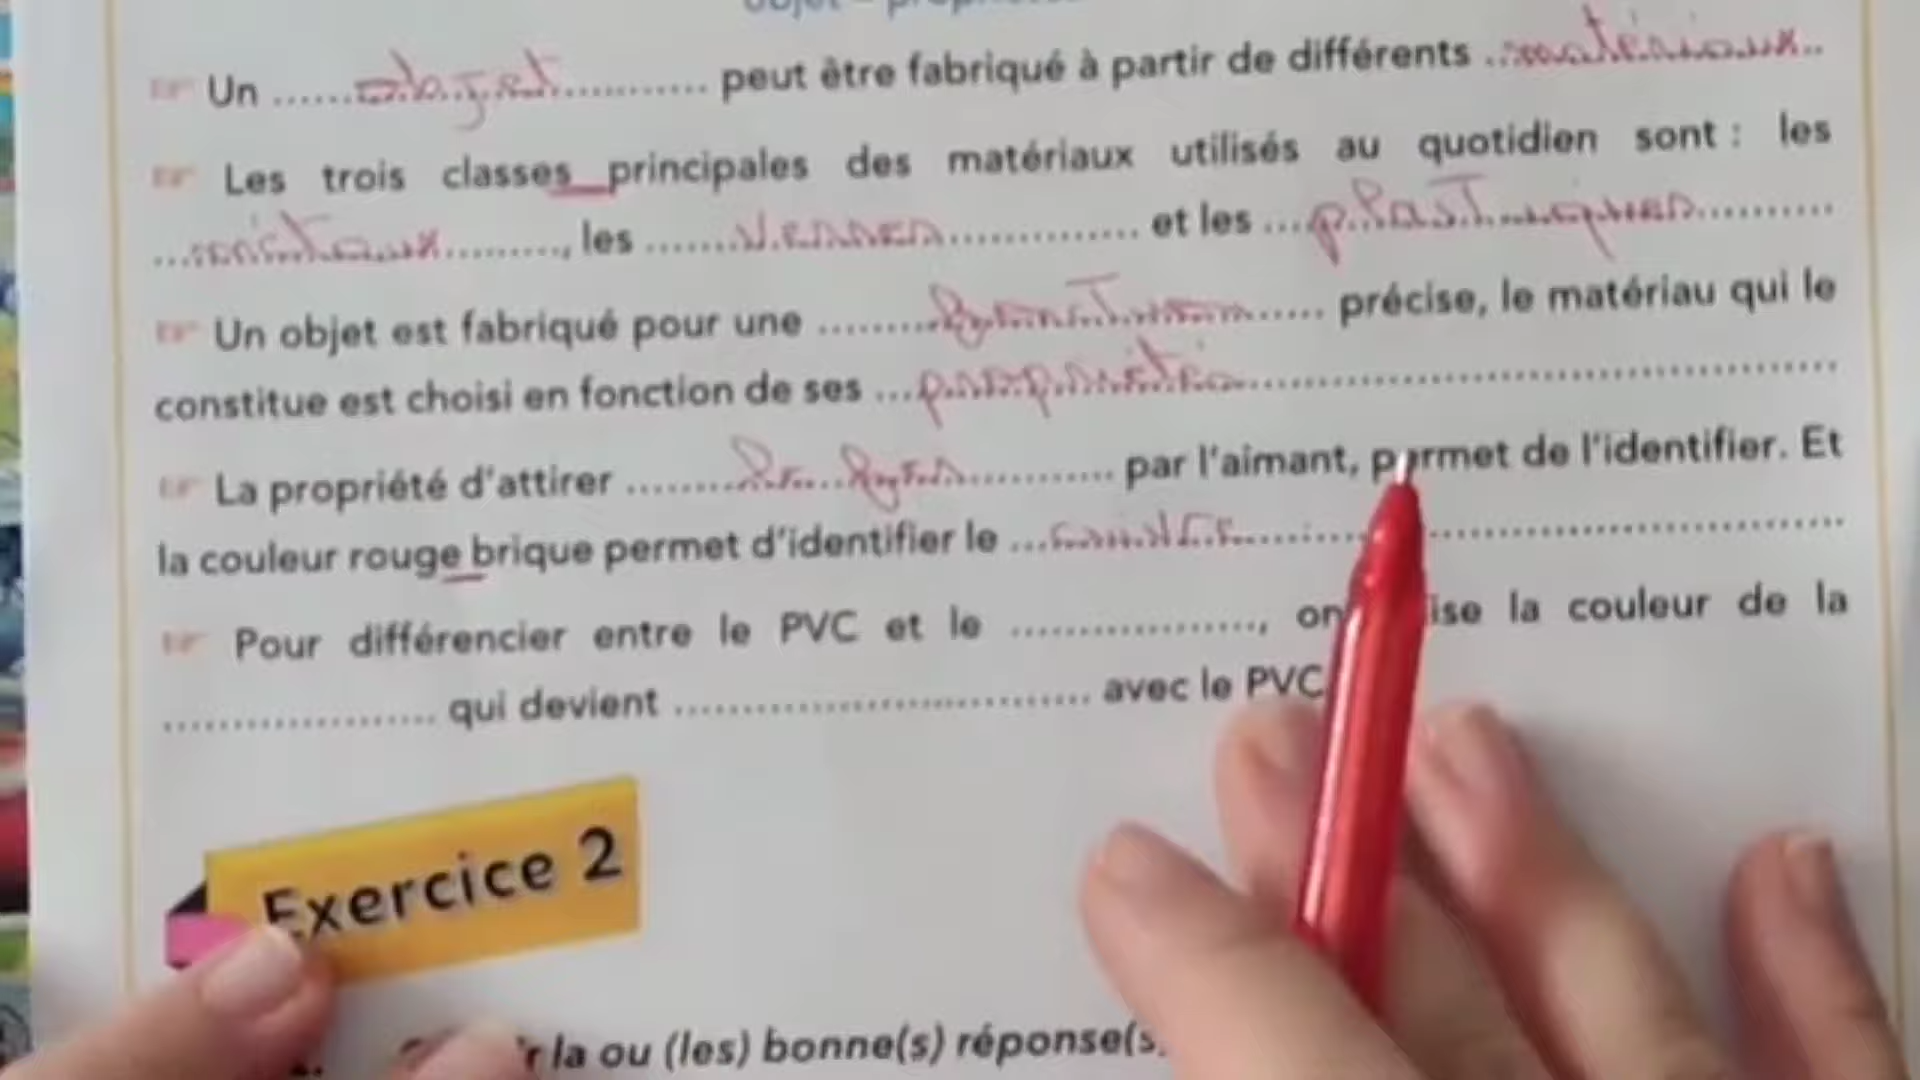 objet - propriétés
Un ......objet.......... peut être fabriqué à partir de différents ..matériaux..
Les trois classes principales des matériaux utilisés au quotidien sont : les
...métaux........., les ......verres.............. et les ...plastiques..........
Un objet est fabriqué pour une ........fonction...... précise, le matériau qui le
constitue est choisi en fonction de ses ...propriétés
La propriété d'attirer ........le fer........... par l'aimant, permet de l'identifier. Et
la couleur rouge brique permet d'identifier le ...cuivre
Pour différencier entre le PVC et le .................., on ise la couleur de la
.................... qui devient .............................. avec le PVC
Exercice 2
r la ou (les) bonne(s) réponse(s